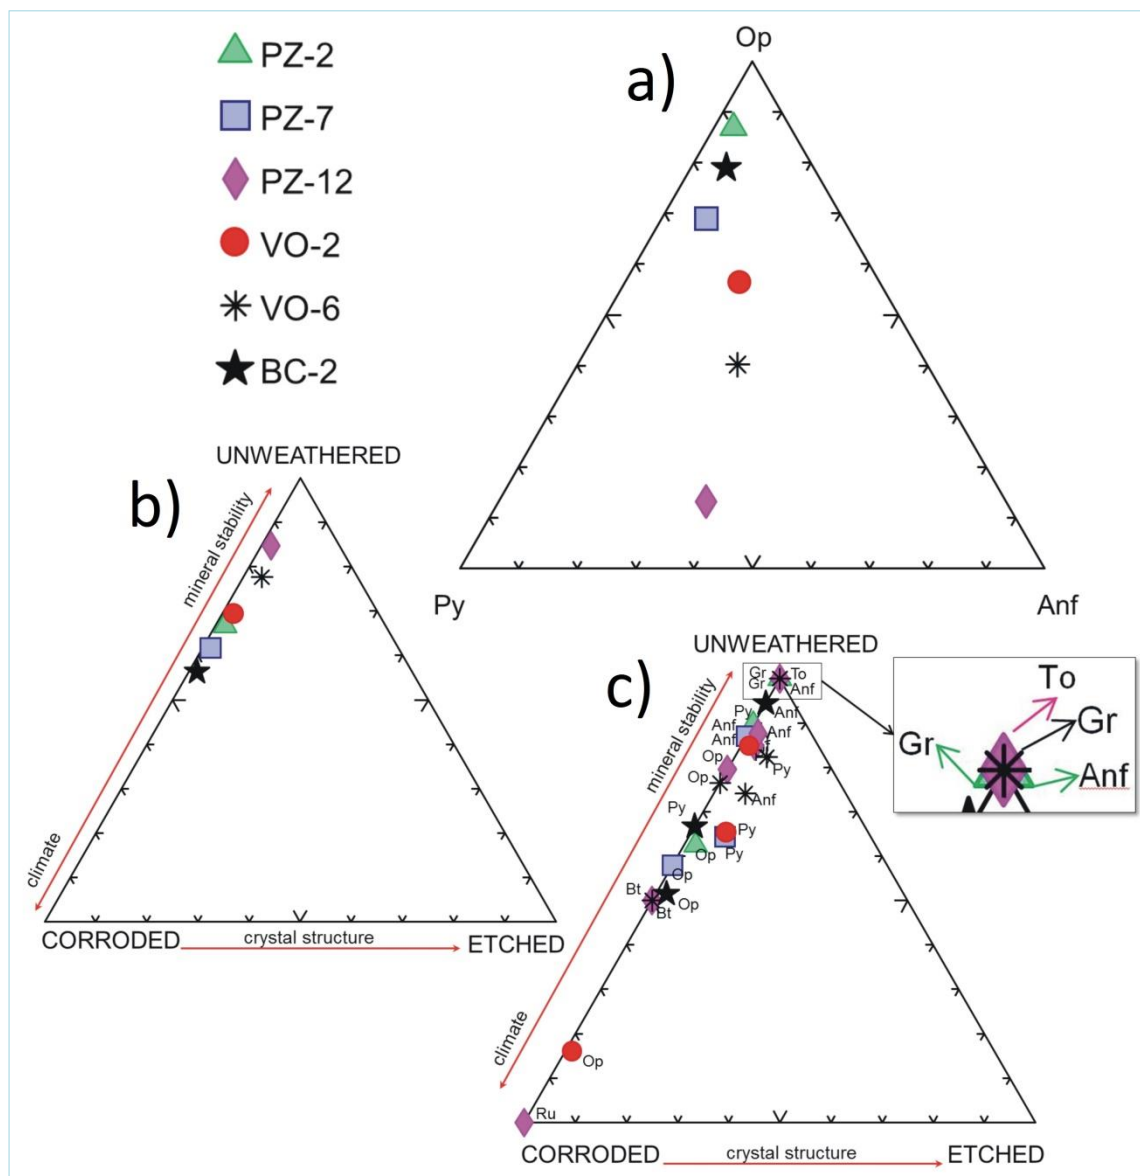 PZ-2
PZ-7
PZ-12
VO-2
VO-6
BC-2
a)
Op
Py
Anf
b)
UNWEATHERED
mineral stability
climate
CORRODED
crystal structure
ETCHED
c)
UNWEATHERED
mineral stability
climate
Gr
To
Gr
Anf
Py
Anf
Anf
Anf
Anf
Op
Py
Op
Anf
Py
Py
Op
Py
Op
Bt
Op
Bt
Op
Ru
CORRODED
crystal structure
ETCHED
To
Gr
Gr
Anf